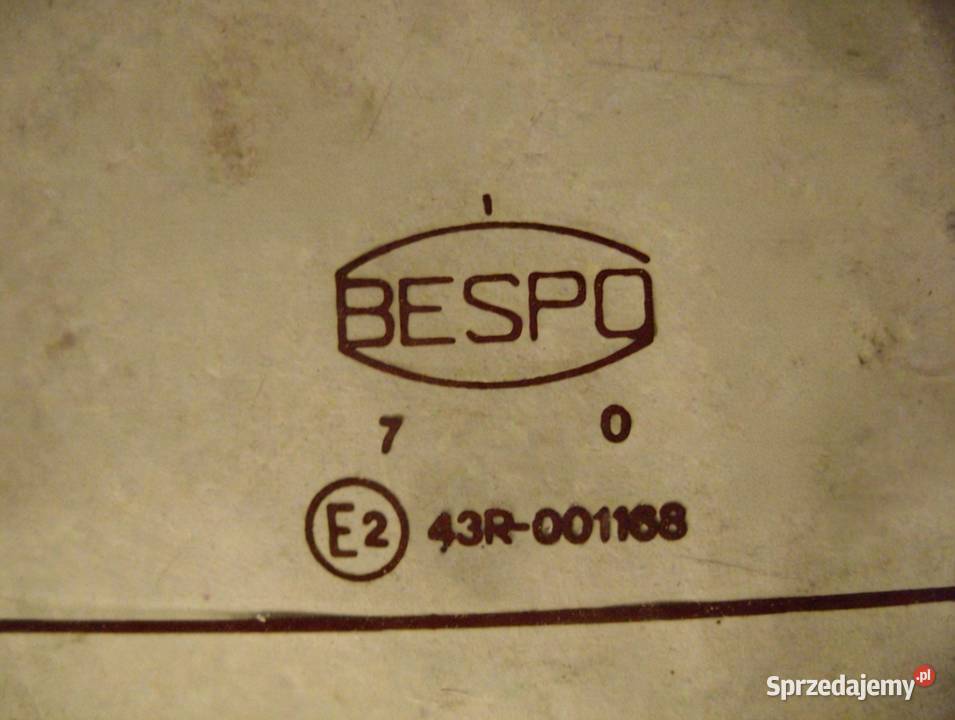 I
BESPO
7 0
E2 43R-001168
Sprzedajemy.pl